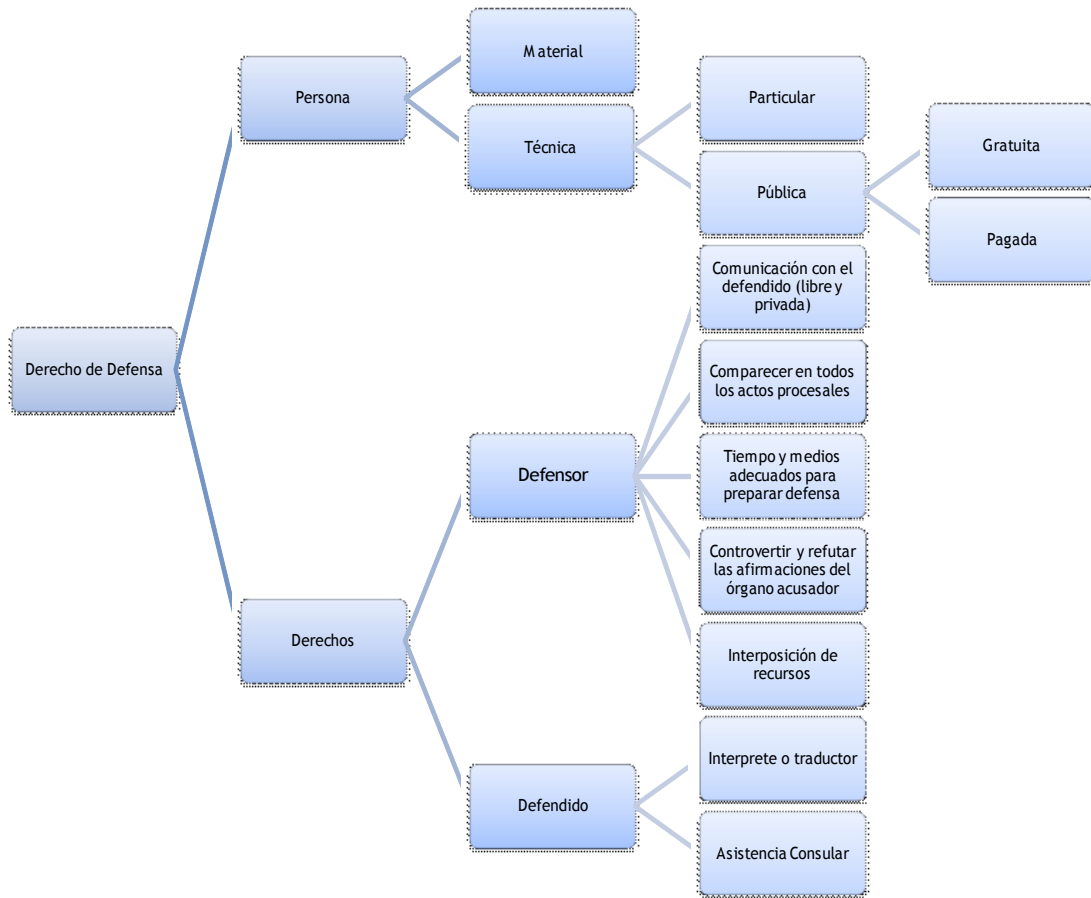 Material
Persona
Particular
Técnica
Gratuita
Pública
Pagada
Comunicación con el
defendido (libre y
privada)
Derecho de Defensa
Comparecer en todos
los actos procesales
Defensor
Tiempo y medios
adecuados para
preparar defensa
Controvertir y refutar
las afirmaciones del
órgano acusador
Derechos
Interposición de
recursos
Interprete o traductor
Defendido
Asistencia Consular